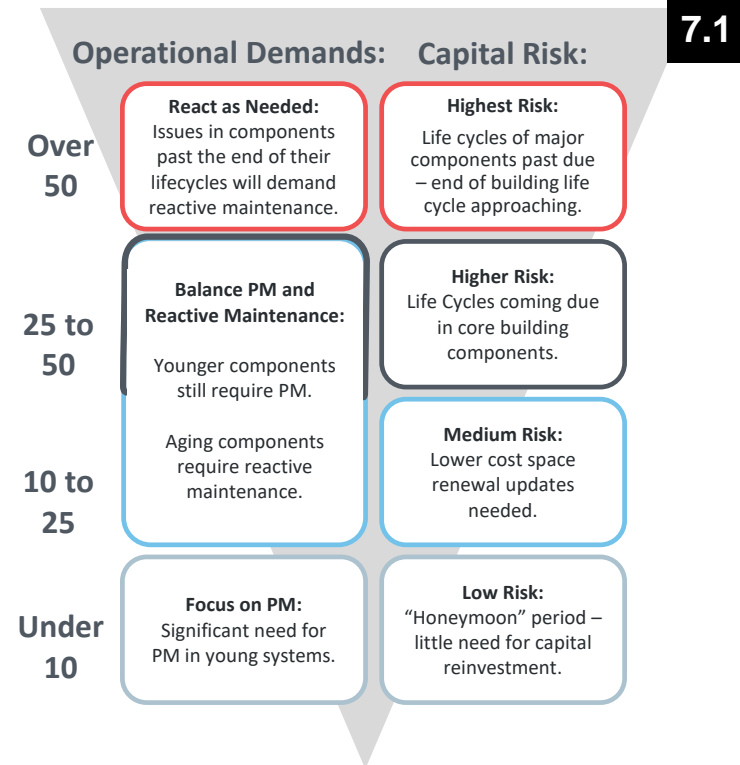 7.1
Operational Demands:
Capital Risk:
Over
50
React as Needed:
Issues in components
past the end of their
lifecycles will demand
reactive maintenance.
Highest Risk:
Life cycles of major
components past due
– end of building life
cycle approaching.
25 to
50
Balance PM and
Reactive Maintenance:
Younger components
still require PM.
Aging components
require reactive
maintenance.
Higher Risk:
Life Cycles coming due
in core building
components.
10 to
25
Medium Risk:
Lower cost space
renewal updates
needed.
Under
10
Focus on PM:
Significant need for
PM in young systems.
Low Risk:
“Honeymoon” period –
little need for capital
reinvestment.